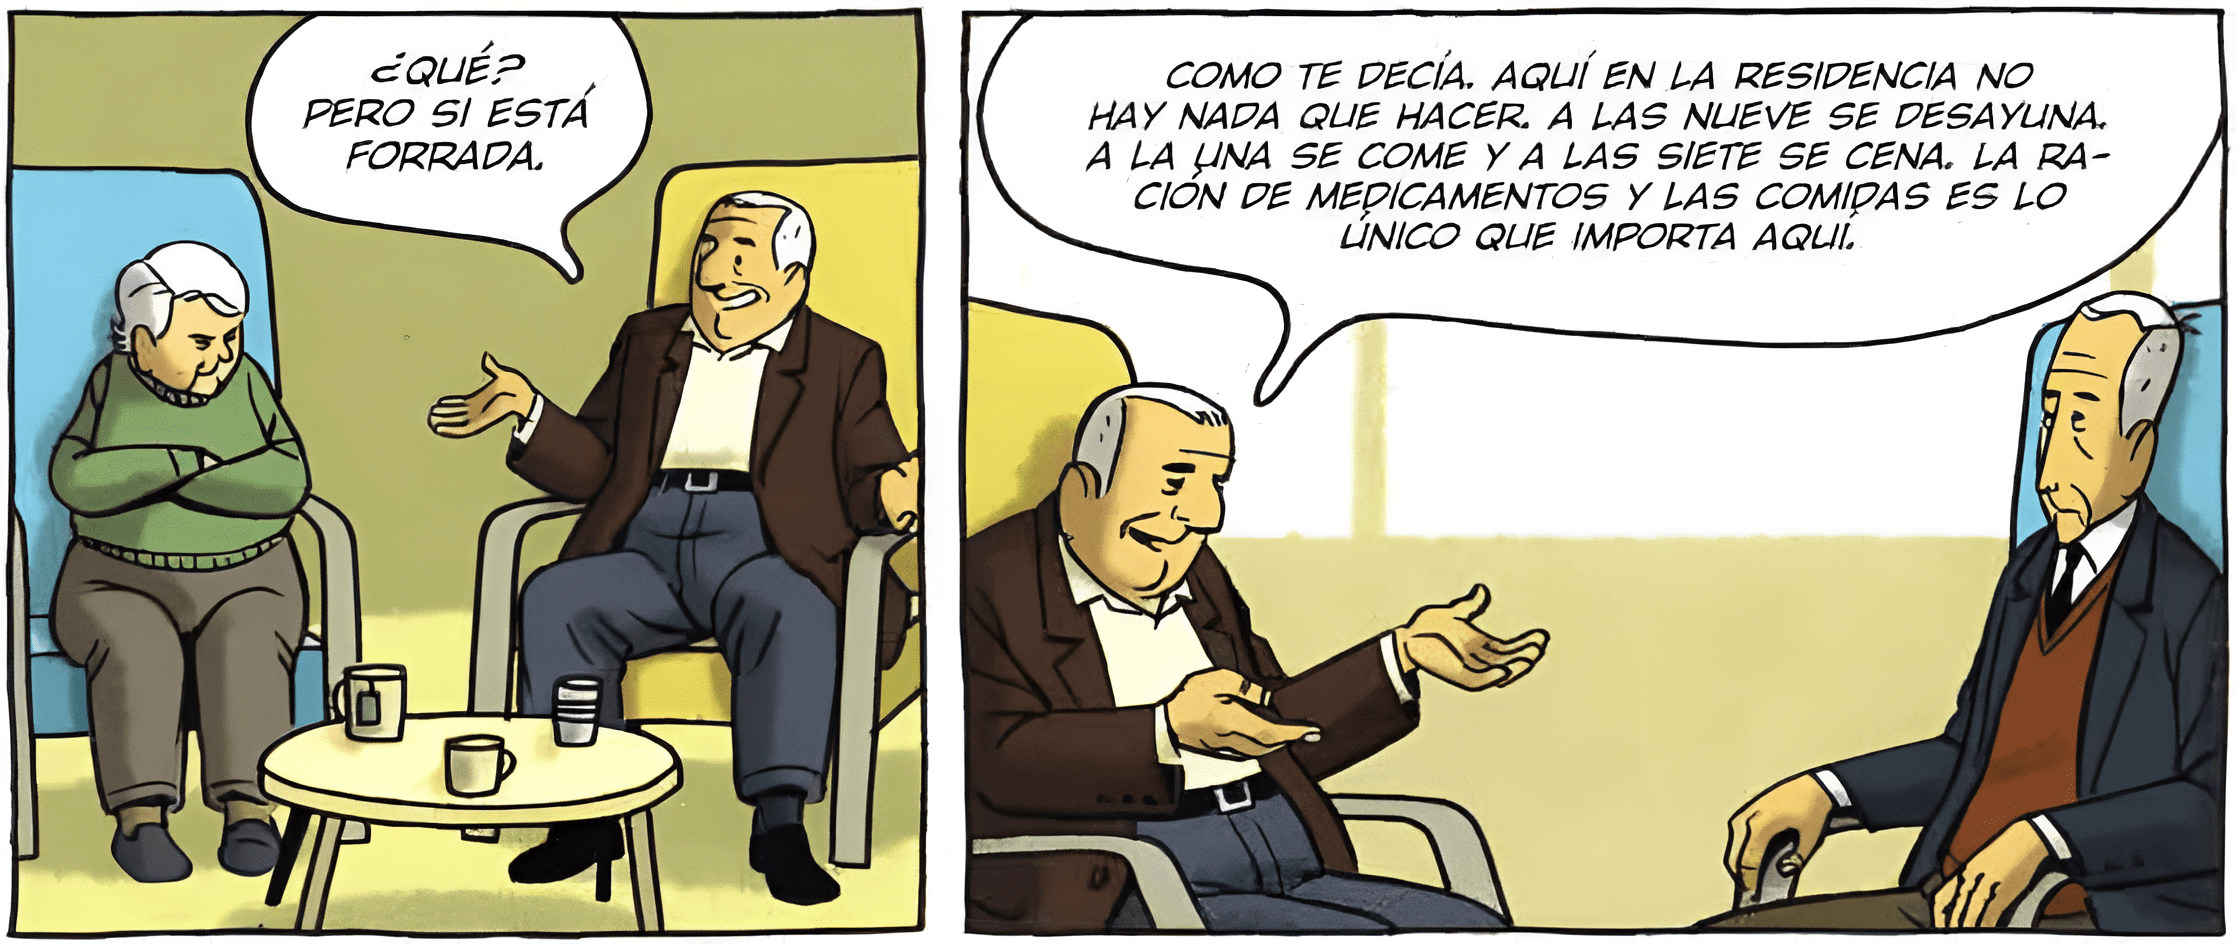 ¿QUÉ?
PERO SI ESTÁ
FORRADA.
COMO TE DECÍA. AQUÍ EN LA RESIDENCIA NO
HAY NADA QUE HACER. A LAS NUEVE SE DESAYUNA.
A LA UNA SE COME Y A LAS SIETE SE CENA. LA RA-
CIÓN DE MEDICAMENTOS Y LAS COMIDAS ES LO
ÚNICO QUE IMPORTA AQUÍ.